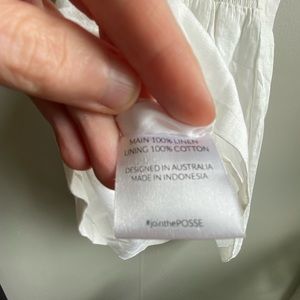 MAIN 100% LINEN
LINING 100% COTTON
DESIGNED IN AUSTRALIA
MADE IN INDONESIA
#jointhePOSSE